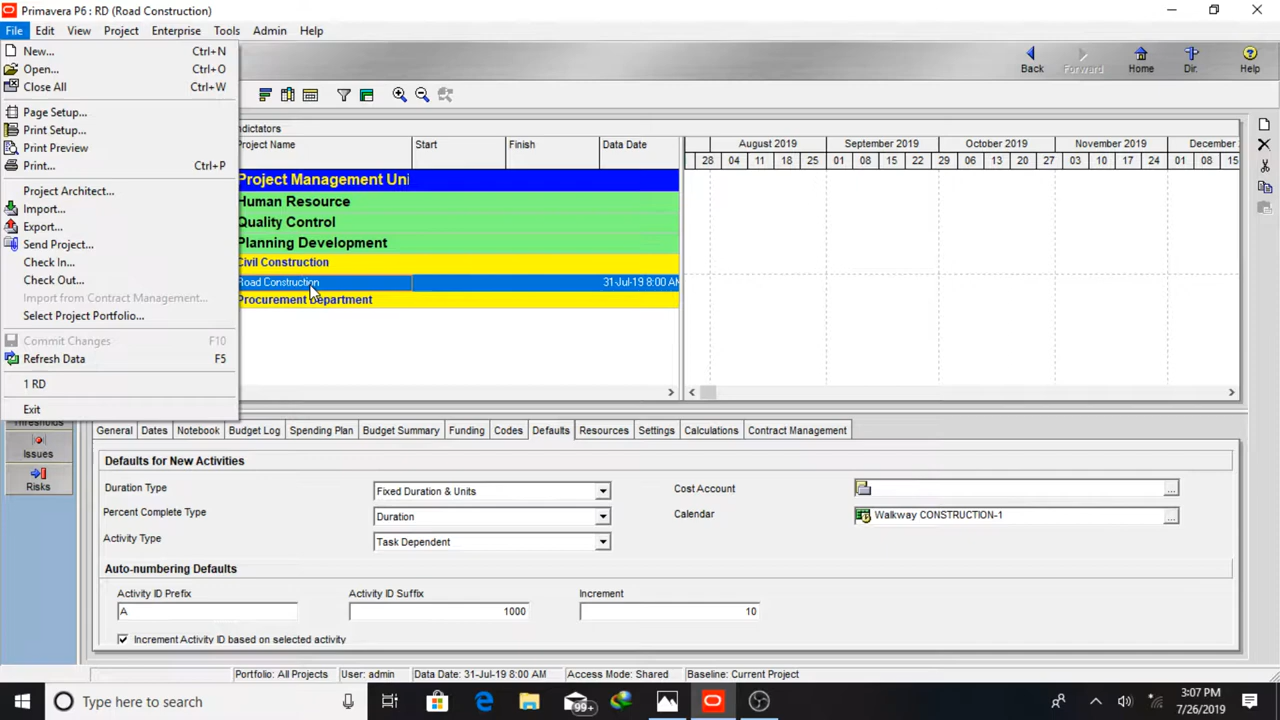 Primavera P6 : RD (Road Construction)
File Edit View Project Enterprise Tools Admin Help
New... Ctrl+N
Open... Ctrl+O
Close All Ctrl+W
Page Setup...
Print Setup...
Print Preview
Print... Ctrl+P
Project Architect...
Import...
Export...
Send Project...
Check In...
Check Out...
Import from Contract Management...
Select Project Portfolio...
Commit Changes F10
Refresh Data F5
1 RD
Exit
Back Forward Home Dir. Help
Project Name Start Finish Data Date
August 2019 September 2019 October 2019 November 2019 December
28 04 11 18 25 01 08 15 22 29 06 13 20 27 03 10 17 24 01 08 15
Project Management Uni
Human Resource
Quality Control
Planning Development
Civil Construction
Road Construction 31-Jul-19 8:00 AM
Procurement Department
Thresholds
Issues
Risks
General Dates Notebook Budget Log Spending Plan Budget Summary Funding Codes Defaults Resources Settings Calculations Contract Management
Defaults for New Activities
Duration Type Fixed Duration & Units Cost Account
Percent Complete Type Duration Calendar Walkway CONSTRUCTION-1
Activity Type Task Dependent
Auto-numbering Defaults
Activity ID Prefix Activity ID Suffix Increment
A 1000 10
Increment Activity ID based on selected activity
Portfolio: All Projects User: admin Data Date: 31-Jul-19 8:00 AM Access Mode: Shared Baseline: Current Project
Type here to search
99+
3:07 PM
7/26/2019